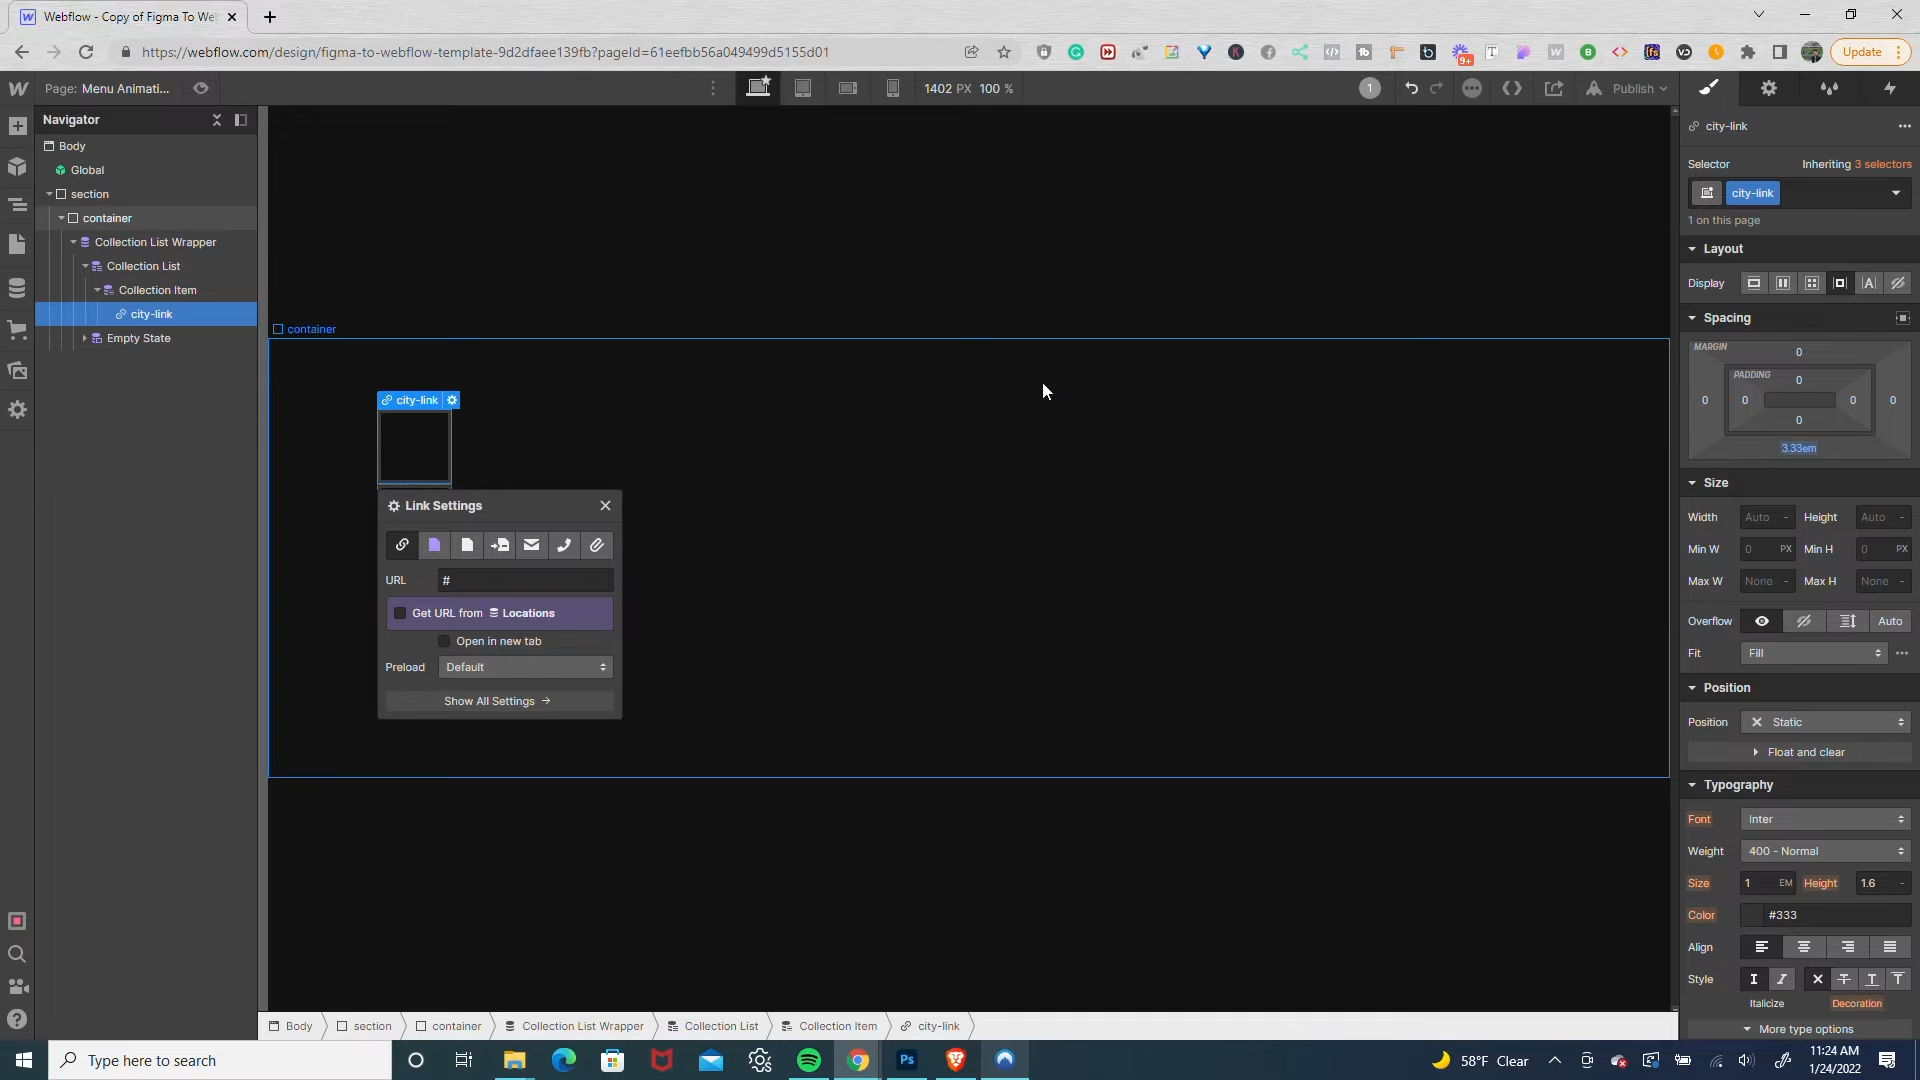 Webflow - Copy of Figma To We
https://webflow.com/design/figma-to-webflow-template-9d2dfaee139fb?pageId=61eefbb56a049499d5155d01
9+
Update
Page: Menu Animati...
1402 PX 100 %
1
Publish
Navigator
Body
Global
section
container
Collection List Wrapper
Collection List
Collection Item
city-link
Empty State
container
city-link
Link Settings
URL
#
Get URL from Locations
Open in new tab
Preload
Default
Show All Settings
city-link
Selector
Inheriting 3 selectors
city-link
1 on this page
Layout
Display
Spacing
MARGIN
0
PADDING
0
0 0 0 0
0
3.33em
Size
Width Auto - Height Auto -
Min W 0 PX Min H 0 PX
Max W None - Max H None -
Overflow Auto
Fit Fill
Position
Position Static
Float and clear
Typography
Font Inter
Weight 400 - Normal
Size 1 EM Height 1.6 -
Color #333
Align
Style
Italicize Decoration
More type options
Body section container Collection List Wrapper Collection List Collection Item city-link
Type here to search
Ps
58°F Clear
11:24 AM
1/24/2022